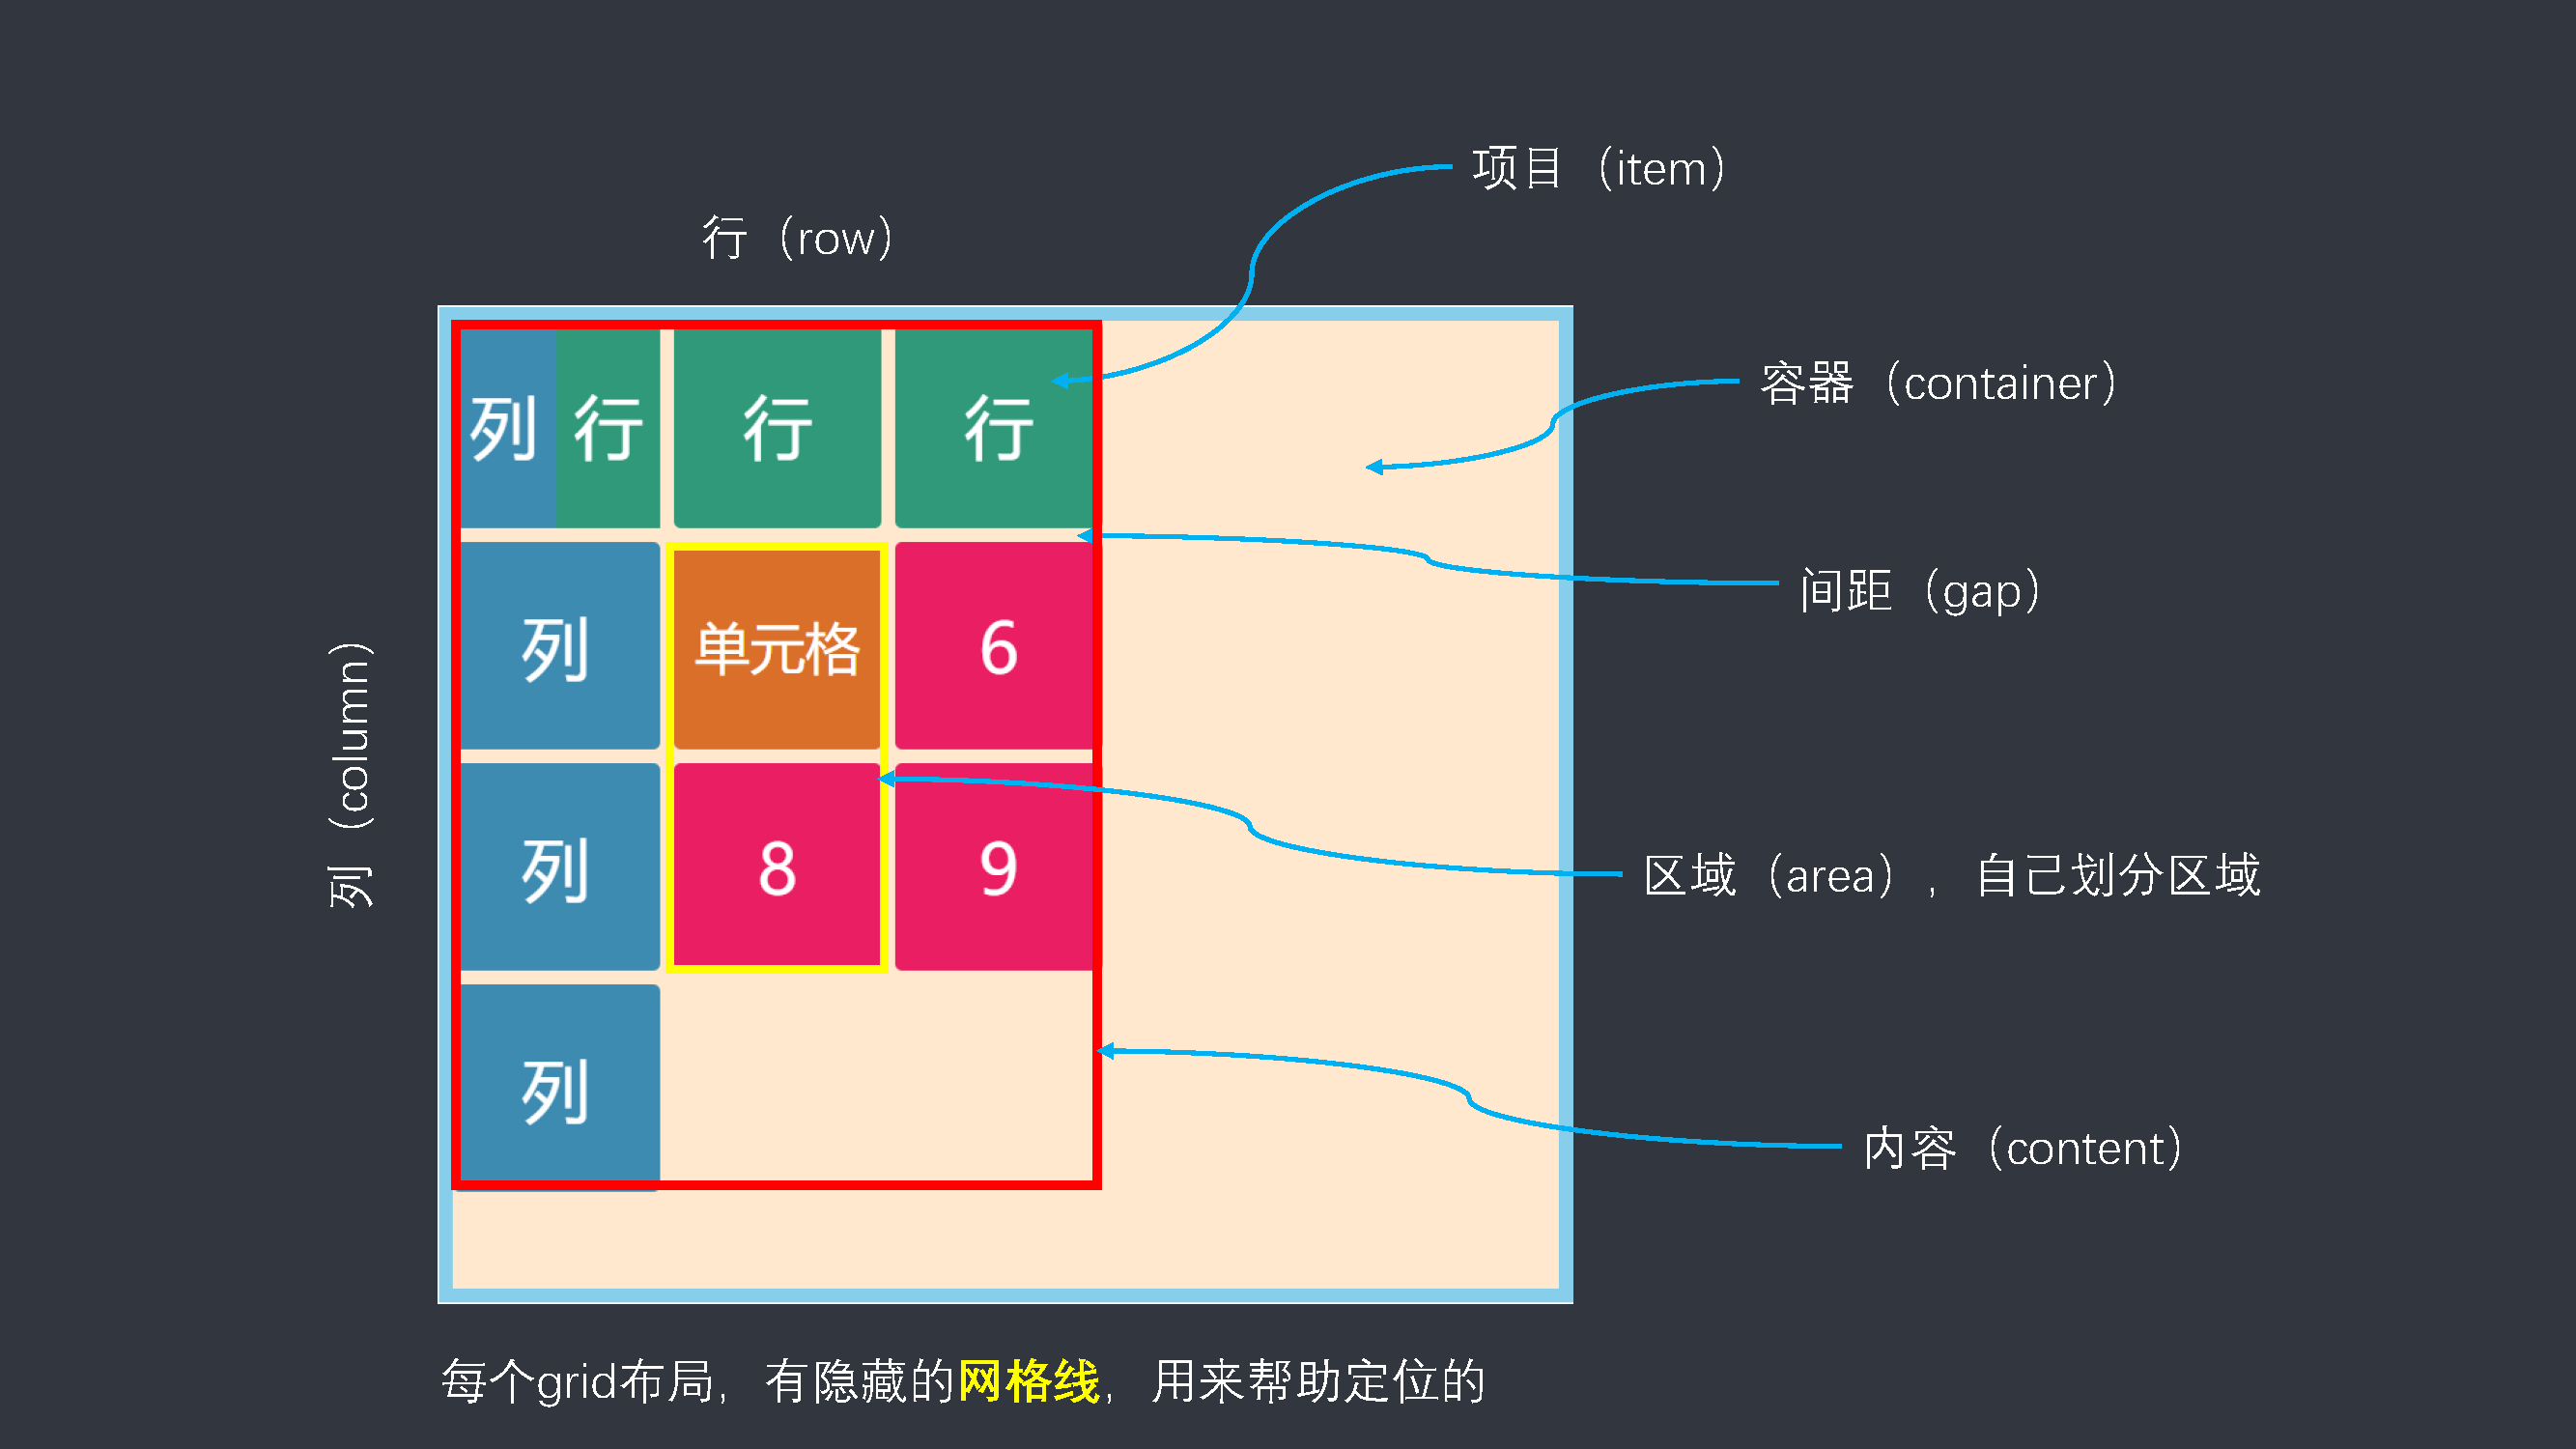 项目（item）
行（row）
容器（container）
列 行 行 行
间距（gap）
列 单元格 6
列（column）
列 8 9
区域（area），自己划分区域
列
内容（content）
每个grid布局，有隐藏的网格线，用来帮助定位的